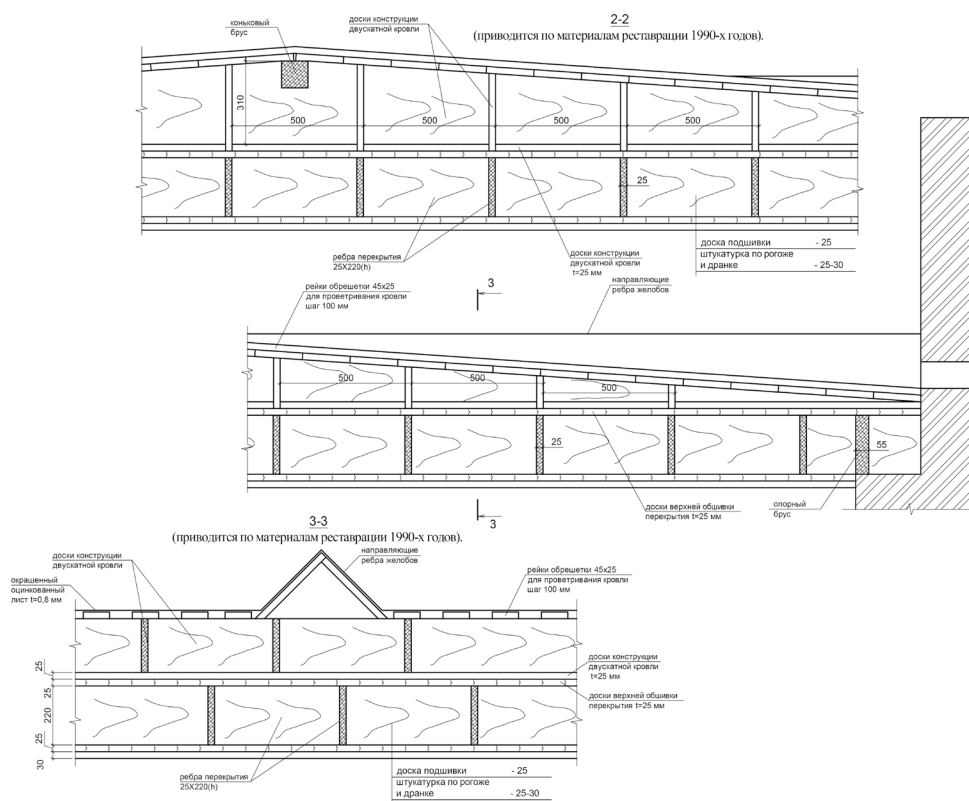 2-2
(приводится по материалам реставрации 1990-х годов).
коньковый
брус
доски конструкции
двускатной кровли
310
500
500
500
500
25
ребра перекрытия
25X220(h)
доски конструкции
двускатной кровли
t=25 мм
доска подшивки - 25
штукатурка по рогоже
и дранке - 25-30
рейки обрешетки 45х25
для проветривания кровли
шаг 100 мм
3
направляющие
ребра желобов
500
500
500
25
55
доски верхней обшивки
перекрытия t=25 мм
опорный
брус
3
3-3
(приводится по материалам реставрации 1990-х годов).
доски конструкции
двускатной кровли
направляющие
ребра желобов
окрашенный
оцинкованный
лист t=0,8 мм
рейки обрешетки 45х25
для проветривания кровли
шаг 100 мм
доски конструкции
двускатной кровли
t=25 мм
доски верхней обшивки
перекрытия t=25 мм
25
25
220
25
30
ребра перекрытия
25X220(h)
доска подшивки - 25
штукатурка по рогоже
и дранке - 25-30